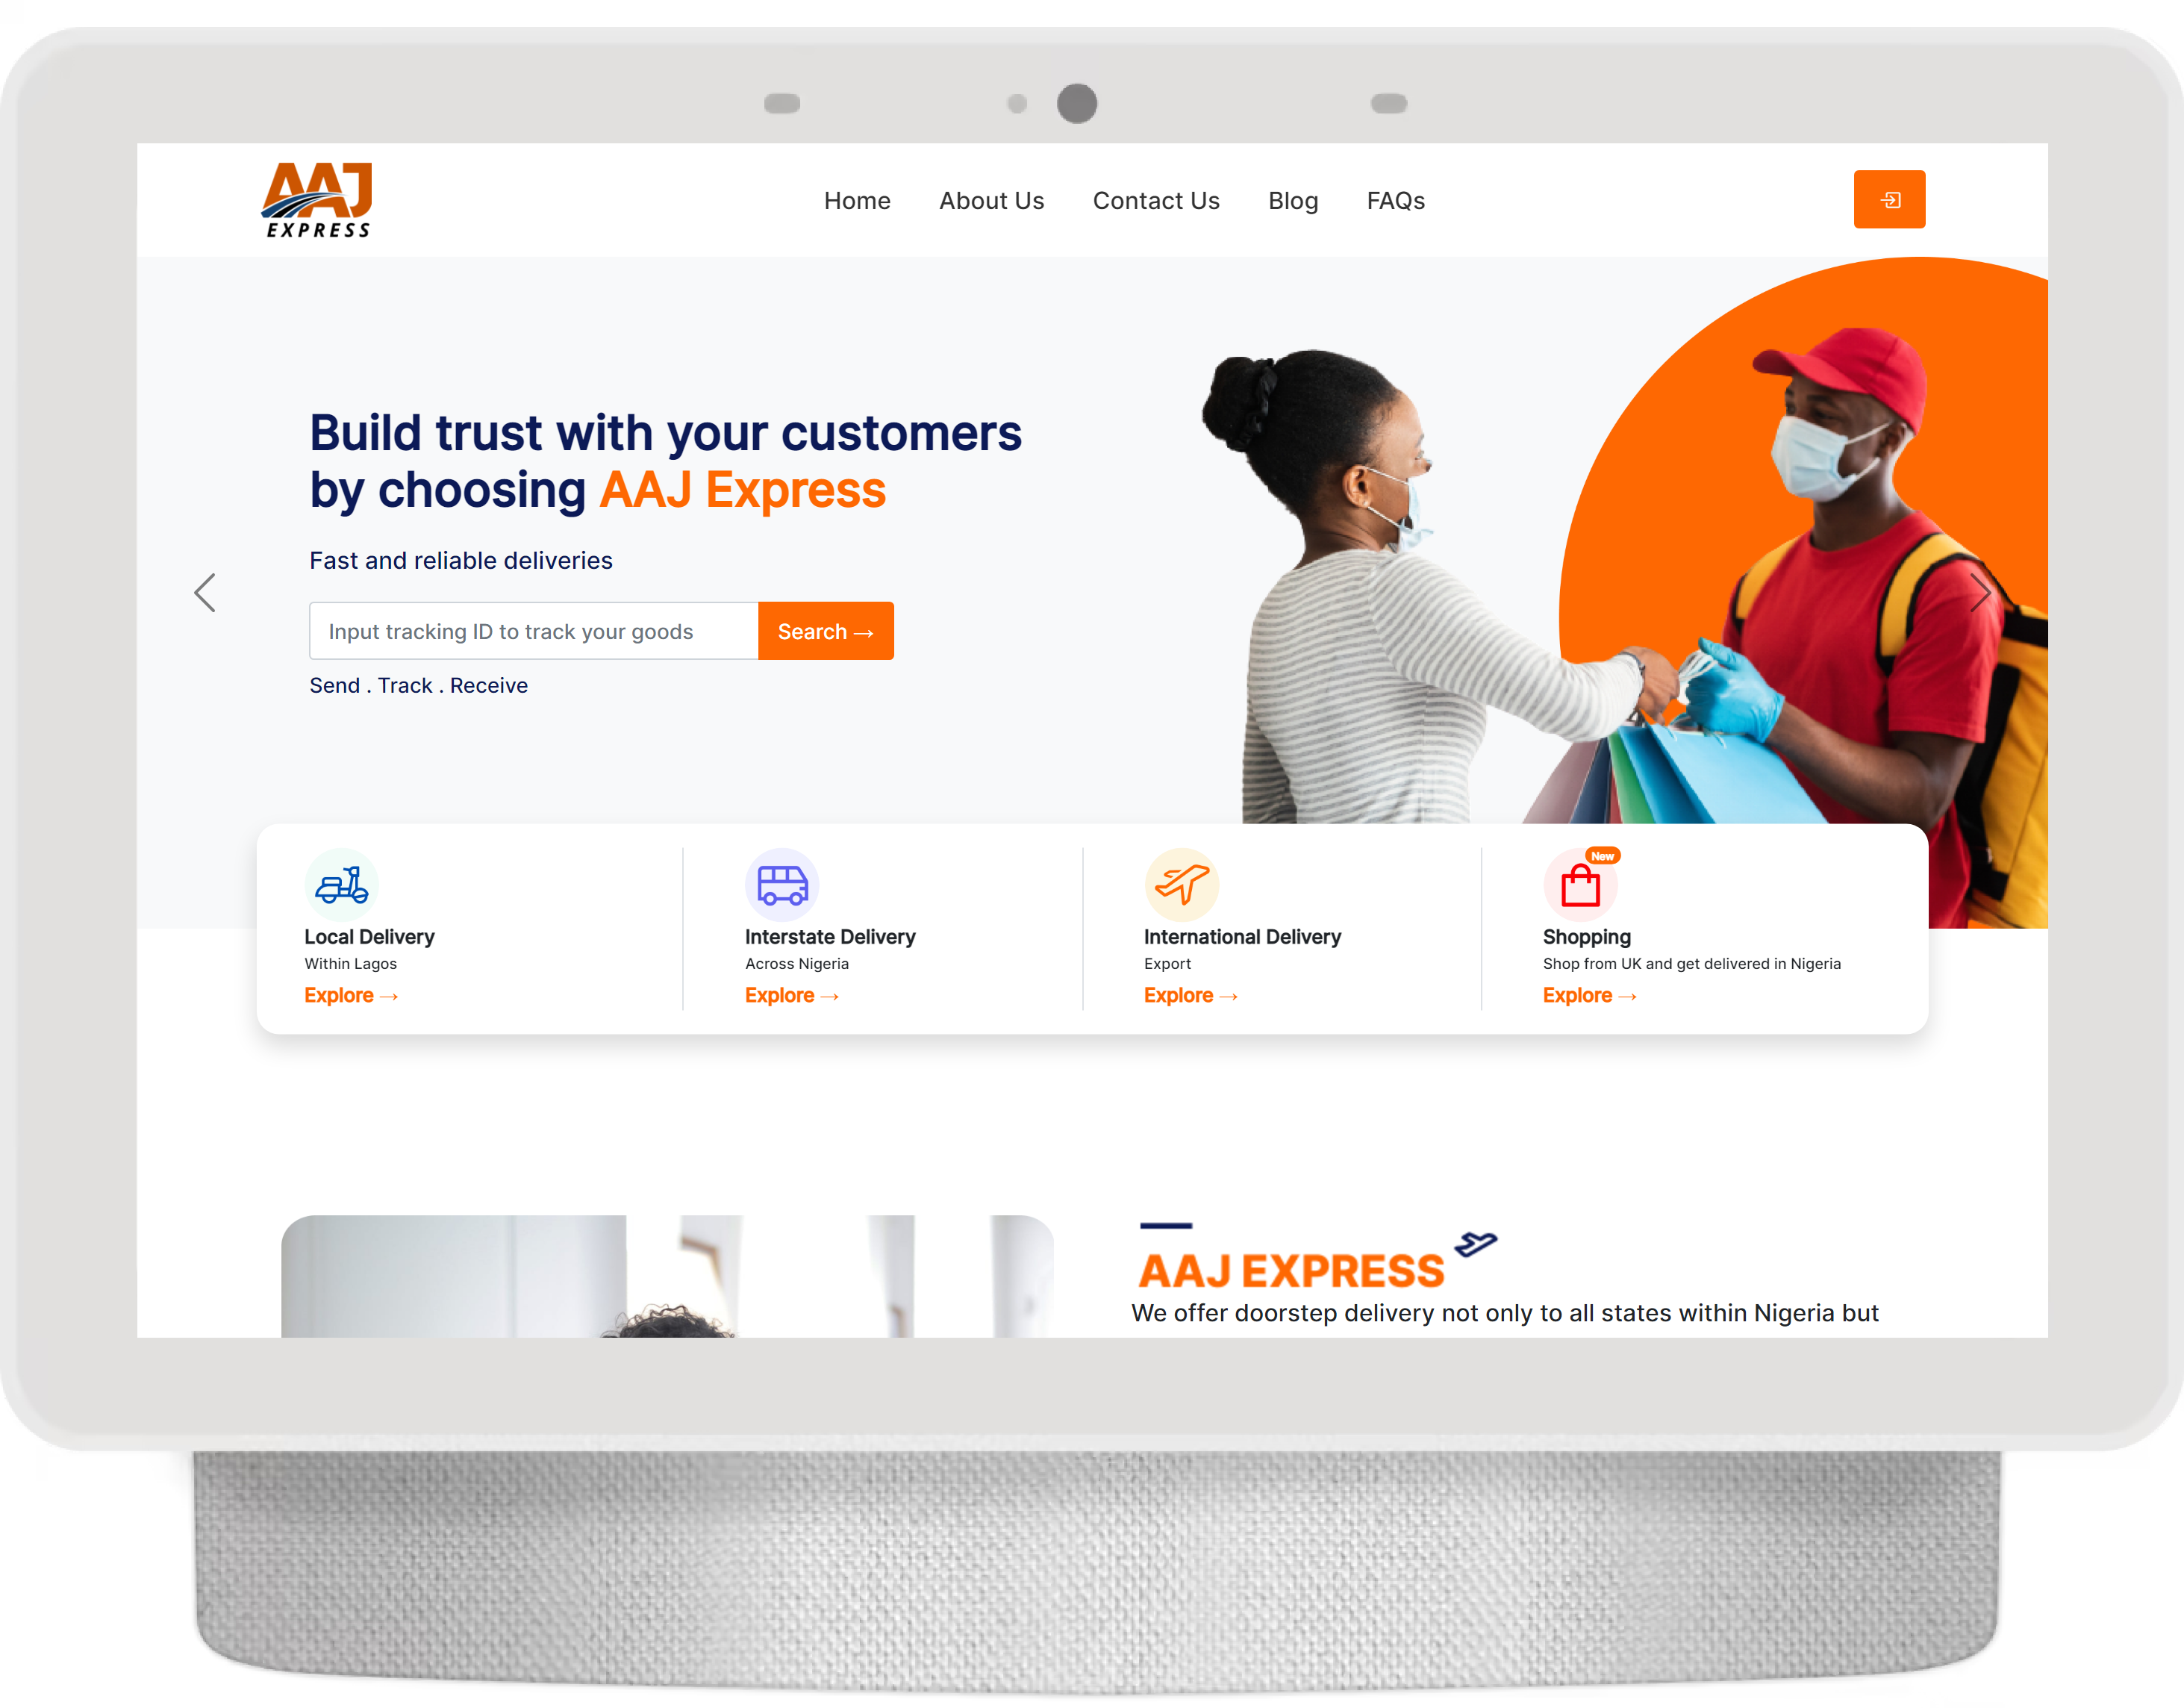 AAJ
EXPRESS
Home
About Us
Contact Us
Blog
FAQs
Build trust with your customers
by choosing AAJ Express
Fast and reliable deliveries
Input tracking ID to track your goods
Search →
Send . Track . Receive
Local Delivery
Within Lagos
Explore →
Interstate Delivery
Across Nigeria
Explore →
International Delivery
Export
Explore →
New
Shopping
Shop from UK and get delivered in Nigeria
Explore →
AAJ EXPRESS
We offer doorstep delivery not only to all states within Nigeria but